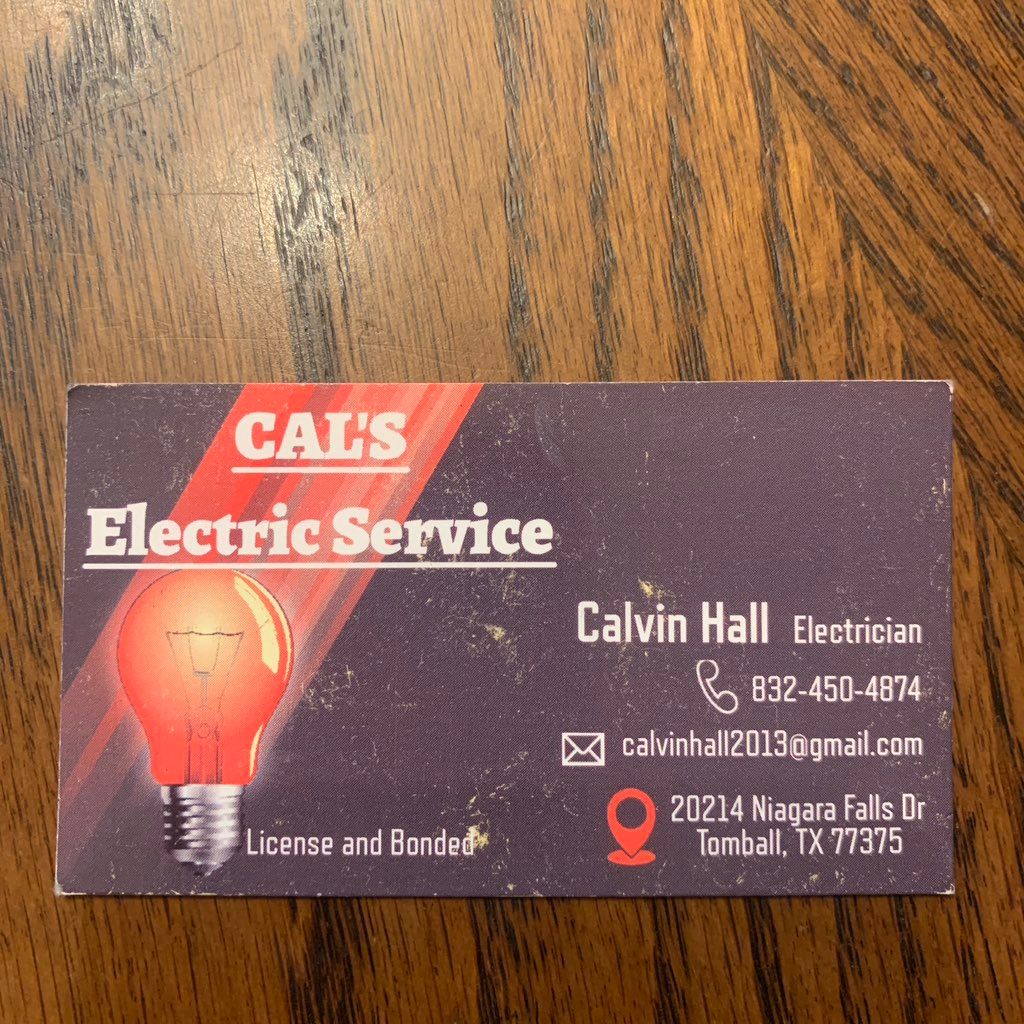 CAL'S
Electric Service
Calvin Hall Electrician
832-450-4874
calvinhall2013@gmail.com
20214 Niagara Falls Dr
Tomball, TX 77375
License and Bonded